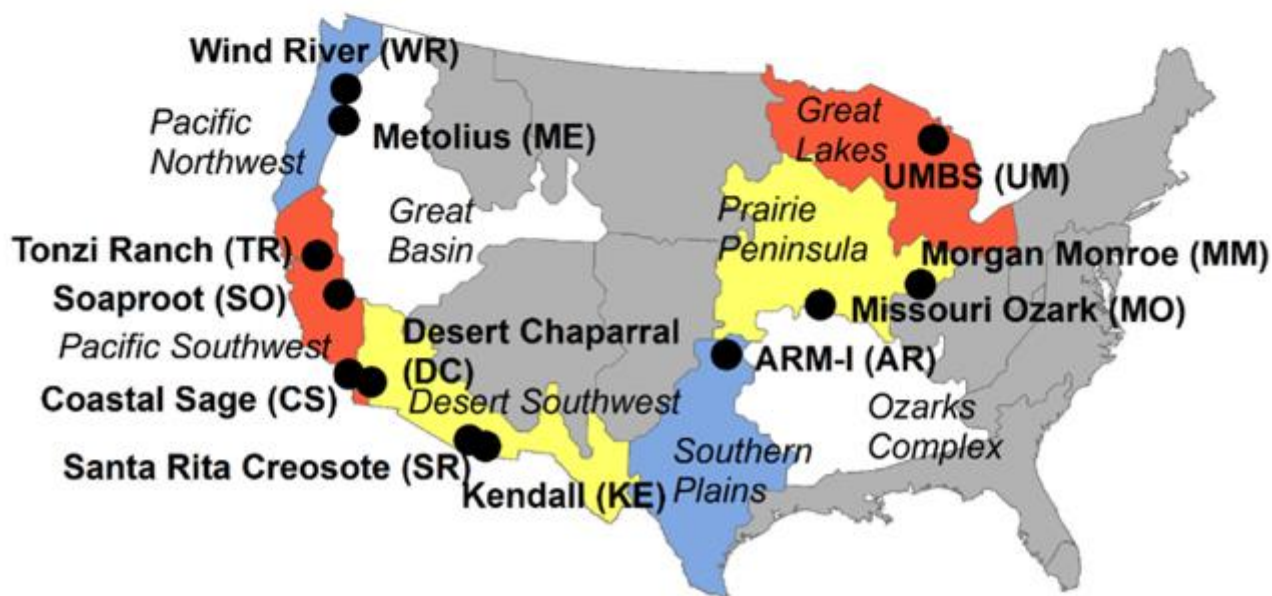 Wind River (WR)
Pacific
Northwest
Metolius (ME)
Great
Lakes
UMBS (UM)
Great
Basin
Prairie
Peninsula
Tonzi Ranch (TR)
Morgan Monroe (MM)
Soaproot (SO)
Missouri Ozark (MO)
Pacific Southwest
Desert Chaparral
(DC)
ARM-I (AR)
Coastal Sage (CS)
Desert Southwest
Ozarks
Complex
Santa Rita Creosote (SR)
Kendall (KE)
Southern
Plains